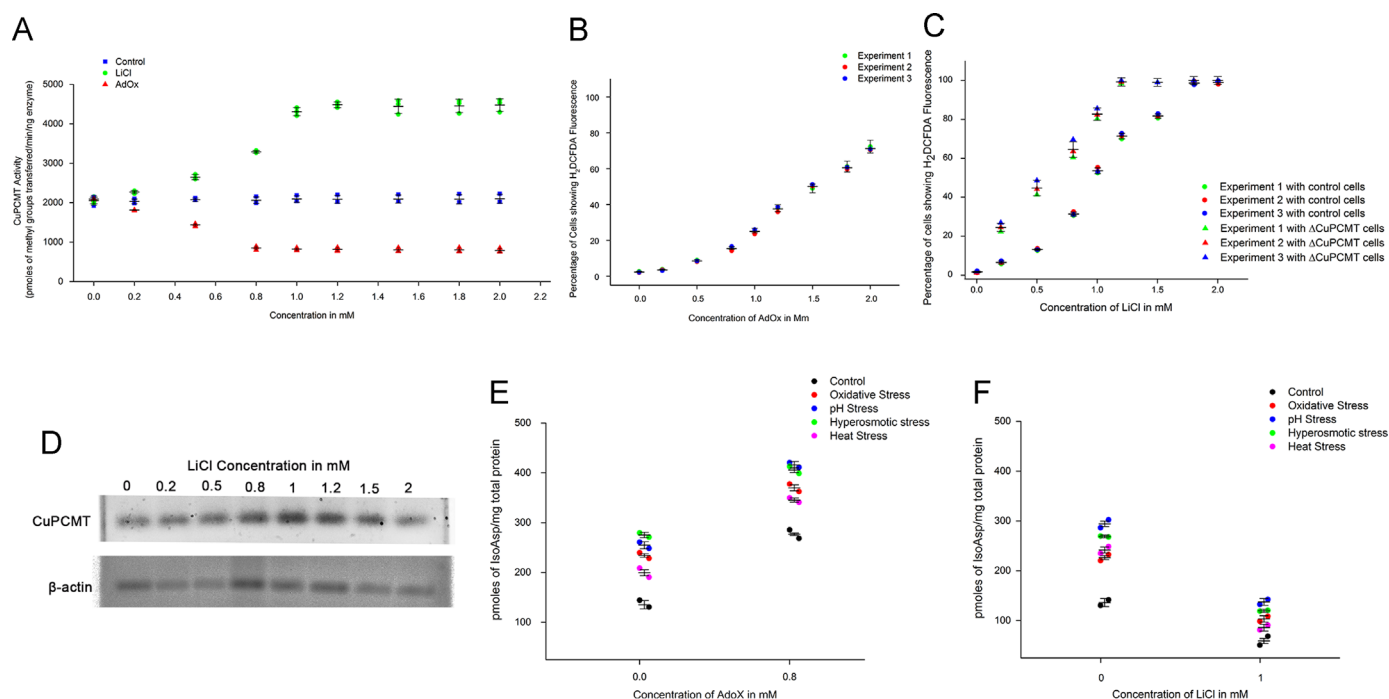 A
Control
LiCl
AdOx
CuPCMT Activity
(pmoles of methyl groups transferred/min/ng enzyme)
5000
4000
3000
2000
1000
0
0.0 0.2 0.4 0.6 0.8 1.0 1.2 1.4 1.6 1.8 2.0 2.2
Concentration in mM
B
Experiment 1
Experiment 2
Experiment 3
Percentage of Cells showing H2DCFDA Fluorescence
100
80
60
40
20
0
0.0 0.5 1.0 1.5 2.0
Concentration of AdOx in Mm
C
Percentage of cells showing H2DCFDA Fluorescence
100
80
60
40
20
0
0.0 0.5 1.0 1.5 2.0
Concentration of LiCl in mM
Experiment 1 with control cells
Experiment 2 with control cells
Experiment 3 with control cells
Experiment 1 with ΔCuPCMT cells
Experiment 2 with ΔCuPCMT cells
Experiment 3 with ΔCuPCMT cells
D
LiCl Concentration in mM
0 0.2 0.5 0.8 1 1.2 1.5 2
CuPCMT
β-actin
E
Control
Oxidative Stress
pH Stress
Hyperosmotic stress
Heat Stress
pmoles of IsoAsp/mg total protein
500
400
300
200
100
0.0 0.8
Concentration of AdoX in mM
F
Control
Oxidative Stress
pH Stress
Hyperosmotic stress
Heat Stress
pmoles of IsoAsp/mg total protein
500
400
300
200
100
0 1
Concentration of LiCl in mM